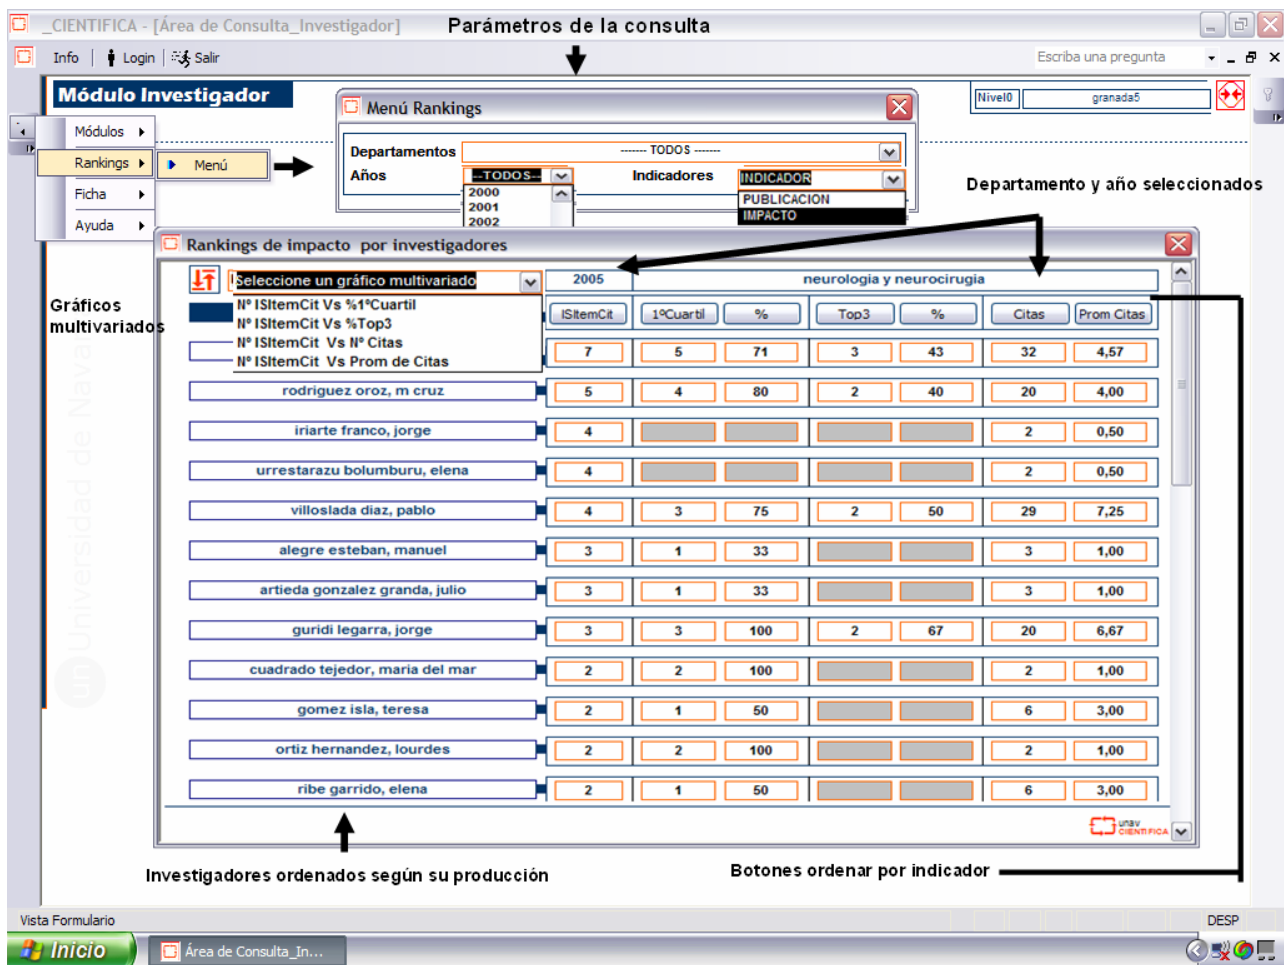 _CIENTIFICA - [Área de Consulta_Investigador]
Parámetros de la consulta
Info
Login
Salir
Escriba una pregunta
Módulo Investigador
Nivel0
granada5
Menú Rankings
Módulos
Rankings
Menú
Ficha
Ayuda
Departamentos
------- TODOS -------
Años
--TODOS--
2000
2001
2002
Indicadores
INDICADOR
PUBLICACION
IMPACTO
Departamento y año seleccionados
Rankings de impacto por investigadores
Seleccione un gráfico multivariado
2005
neurologia y neurocirugia
Gráficos
multivariados
Nº ISItemCit Vs %1ºCuartil
Nº ISItemCit Vs %Top3
Nº ISItemCit Vs Nº Citas
Nº ISItemCit Vs Prom de Citas
ISItemCit 1ºCuartil % Top3 % Citas Prom Citas
7 5 71 3 43 32 4,57
rodriguez oroz, m cruz 5 4 80 2 40 20 4,00
iriarte franco, jorge 4 2 0,50
urrestarazu bolumburu, elena 4 2 0,50
villoslada diaz, pablo 4 3 75 2 50 29 7,25
alegre esteban, manuel 3 1 33 3 1,00
artieda gonzalez granda, julio 3 1 33 3 1,00
guridi legarra, jorge 3 3 100 2 67 20 6,67
cuadrado tejedor, maria del mar 2 2 100 2 1,00
gomez isla, teresa 2 1 50 6 3,00
ortiz hernandez, lourdes 2 2 100 2 1,00
ribe garrido, elena 2 1 50 6 3,00
unav
CIENTIFICA
Investigadores ordenados según su producción
Botones ordenar por indicador
Vista Formulario
DESP
Inicio
Área de Consulta_In...